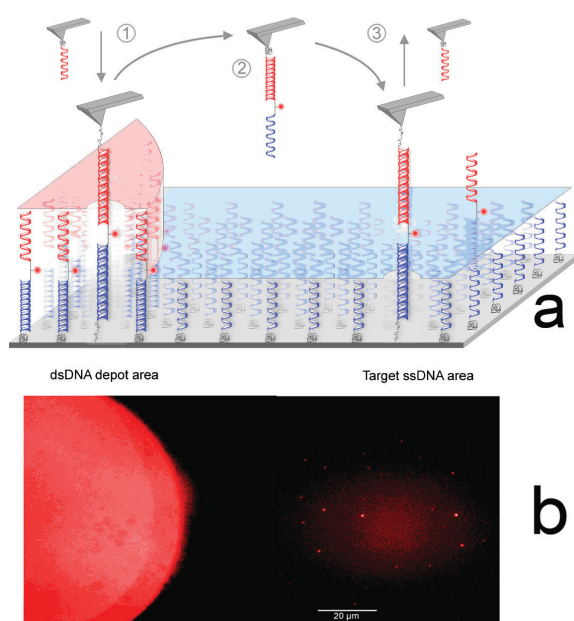 ①
②
③
a
dsDNA depot area
Target ssDNA area
b
20 µm